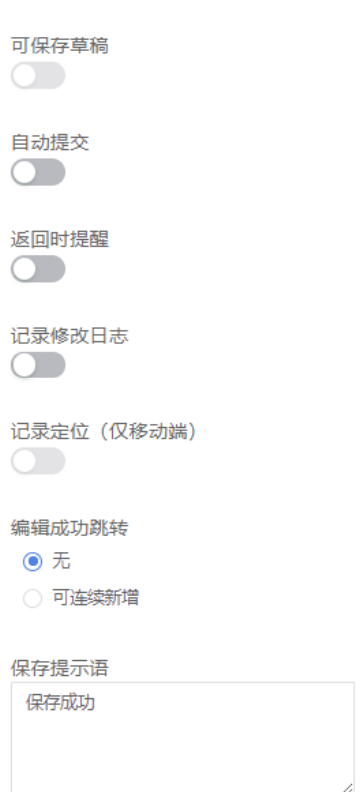 可保存草稿
自动提交
返回时提醒
记录修改日志
记录定位（仅移动端）
编辑成功跳转
无
可连续新增
保存提示语
保存成功